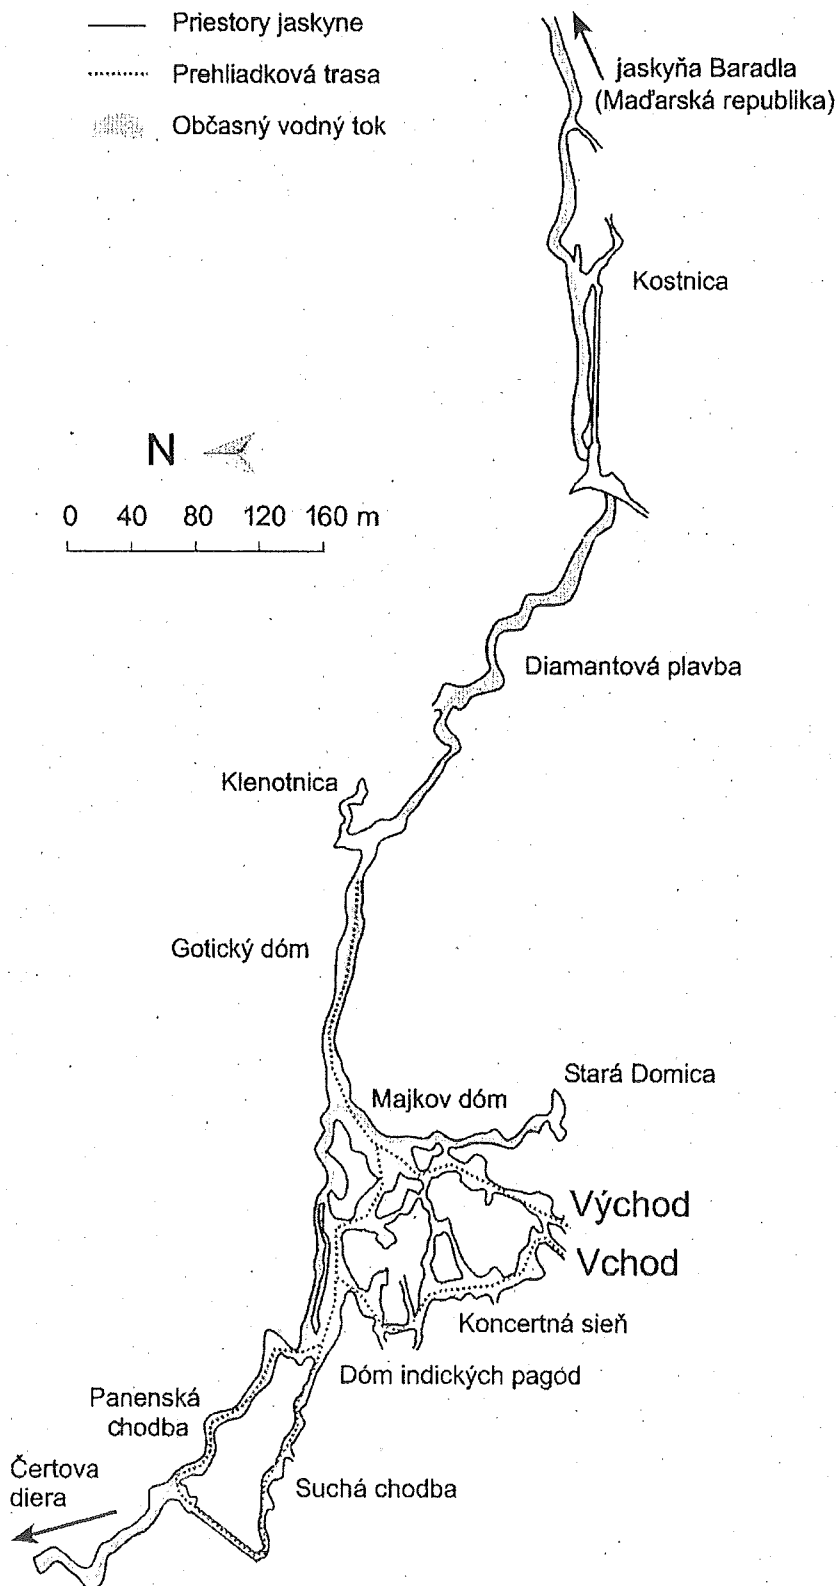 Priestory jaskyne
Prehliadková trasa
Občasný vodný tok
jaskyňa Baradla
(Maďarská republika)
Kostnica
N
0 40 80 120 160 m
Diamantová plavba
Klenotnica
Gotický dóm
Stará Domica
Majkov dóm
Východ
Vchod
Koncertná sieň
Dóm indických pagód
Panenská
chodba
Čertova
diera
Suchá chodba